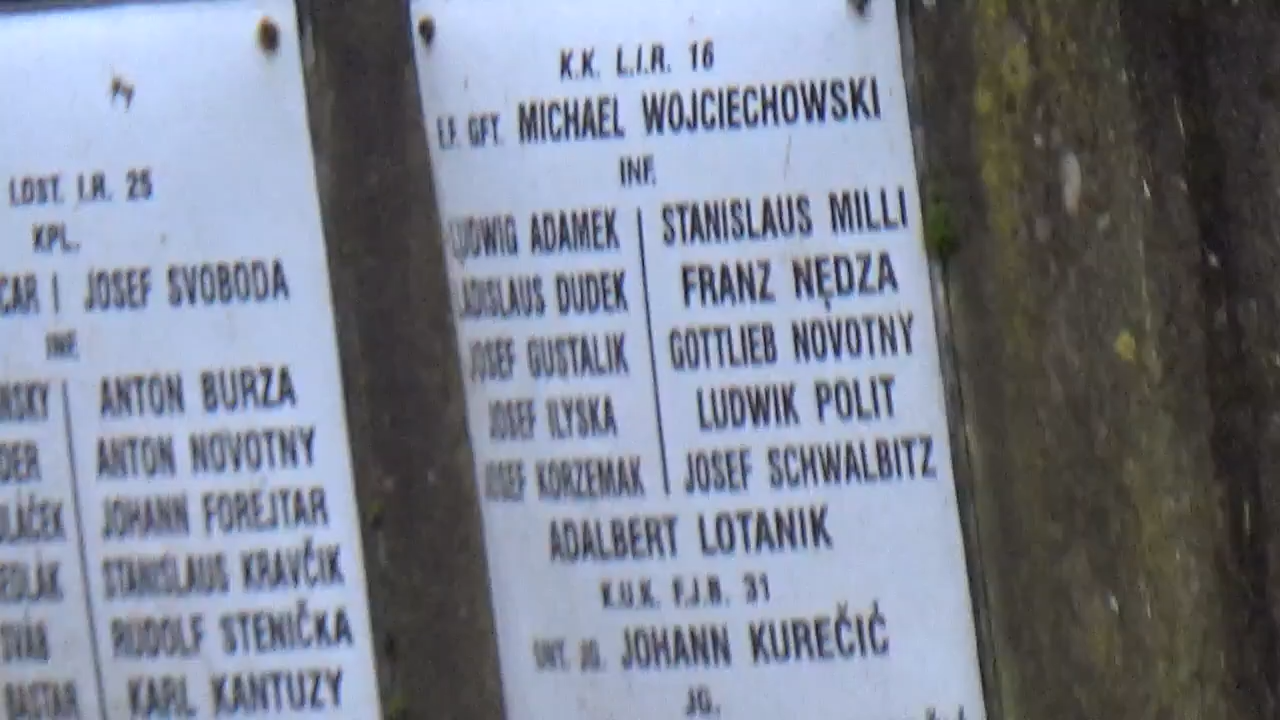 LDST. I.R. 25
KPL.
JOSEF SVOBODA
INF.
ANTON BURZA
ANTON NOVOTNY
JOHANN FOREJTAR
STANISLAUS KRAVČIK
RUDOLF STENIČKA
KARL KANTUZY
K.K. L.I.R. 16
GFT. MICHAEL WOJCIECHOWSKI
INF.
LUDWIG ADAMEK
LADISLAUS DUDEK
JOSEF GUSTALIK
JOSEF ILYSKA
JOSEF KORZEMAK
STANISLAUS MILLI
FRANZ NĘDZA
GOTTLIEB NOVOTNY
LUDWIK POLIT
JOSEF SCHWALBITZ
ADALBERT LOTANIK
K.U.K. F.J.B. 31
UNT. JG. JOHANN KUREČIĆ
JG.